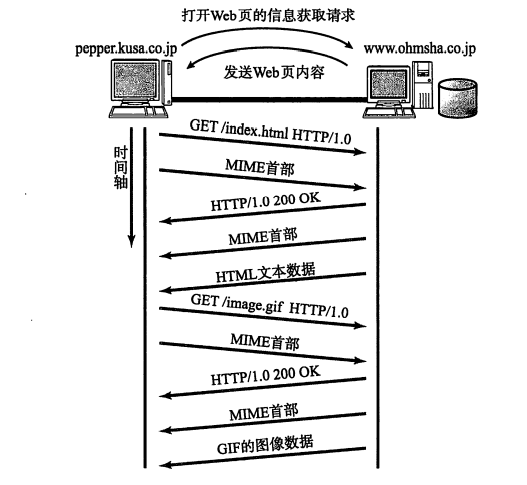 打开Web页的信息获取请求
pepper.kusa.co.jp
www.ohmsha.co.jp
发送Web页内容
时间轴
GET /index.html HTTP/1.0
MIME首部
HTTP/1.0 200 OK
MIME首部
HTML文本数据
GET /image.gif HTTP/1.0
MIME首部
HTTP/1.0 200 OK
MIME首部
GIF的图像数据